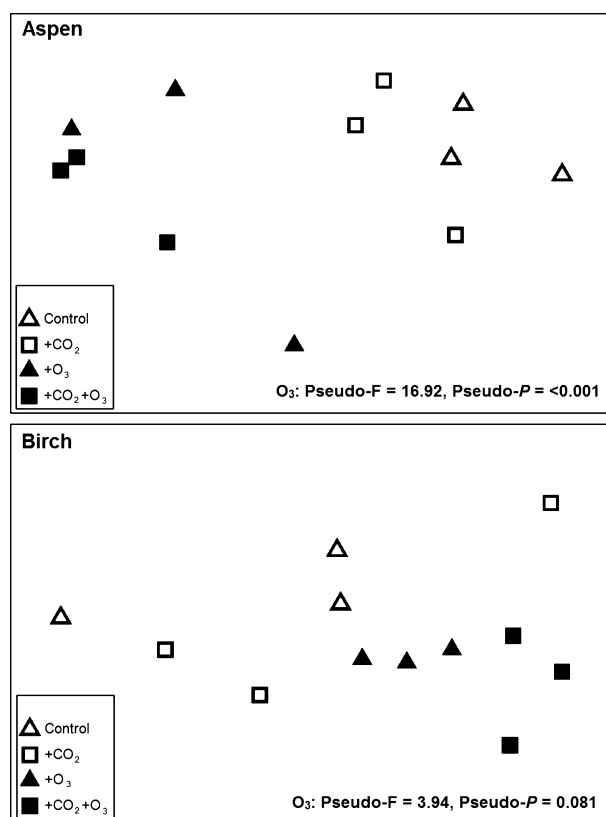 Aspen
Control
+CO₂
+O₃
+CO₂+O₃
O₃: Pseudo-F = 16.92, Pseudo-P = <0.001
Birch
Control
+CO₂
+O₃
+CO₂+O₃
O₃: Pseudo-F = 3.94, Pseudo-P = 0.081